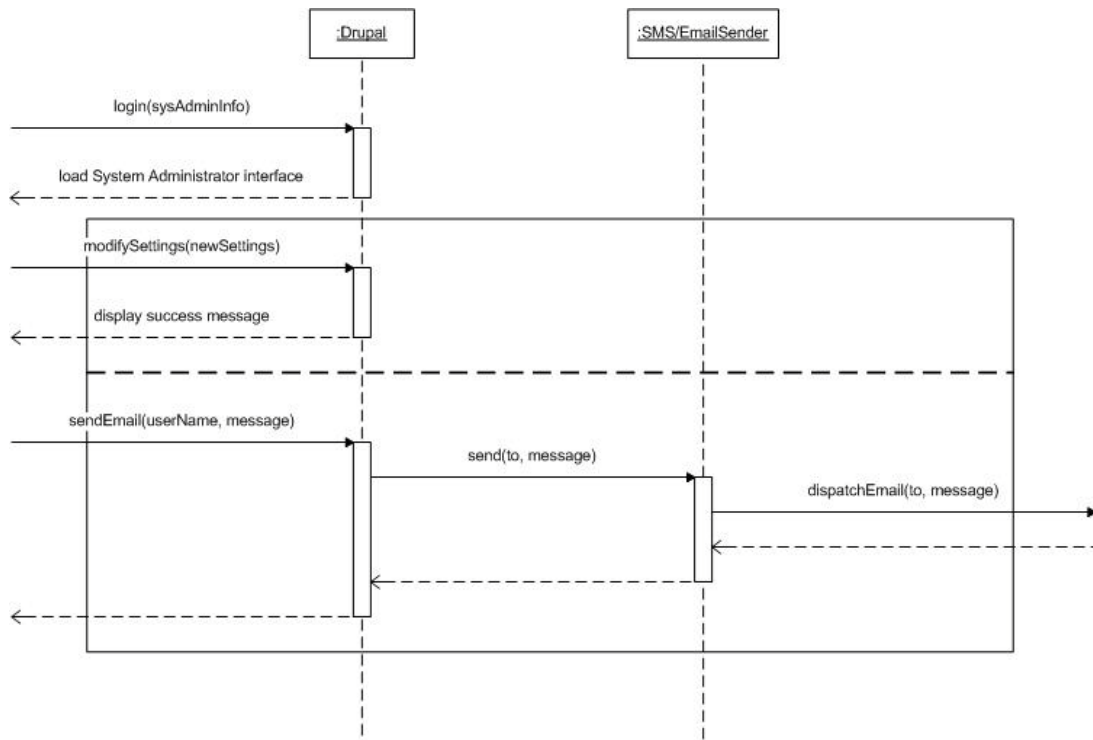 :Drupal
:SMS/EmailSender
login(sysAdminInfo)
load System Administrator interface
modifySettings(newSettings)
display success message
sendEmail(userName, message)
send(to, message)
dispatchEmail(to, message)